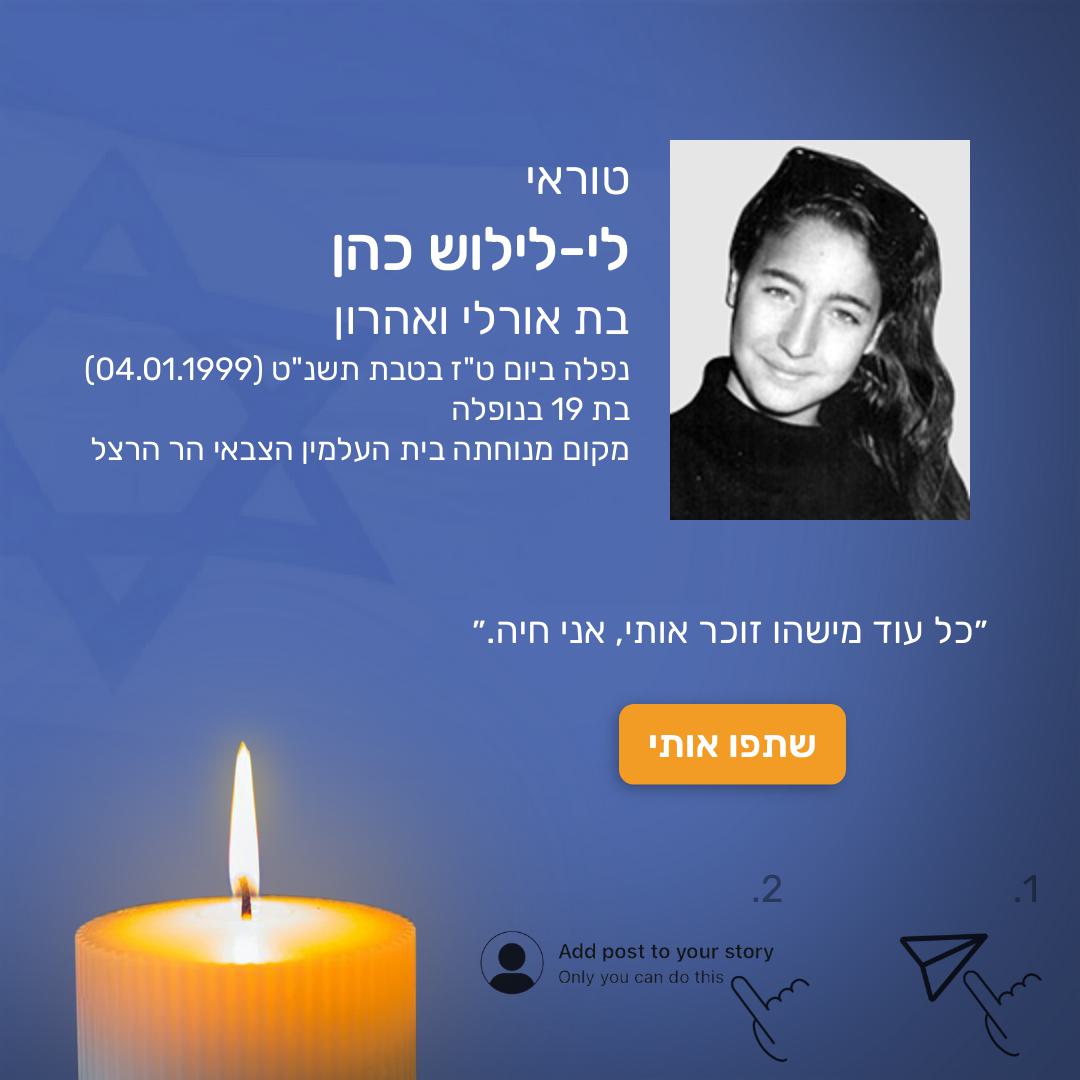 טוראי
לי-לילוש כהן
בת אורלי ואהרון
נפלה ביום ט"ז בטבת תשנ"ט (04.01.1999)
בת 19 בנופלה
מקום מנוחתה בית העלמין הצבאי הר הרצל
״כל עוד מישהו זוכר אותי, אני חיה.״
שתפו אותי
.1
.2
Add post to your story
Only you can do this